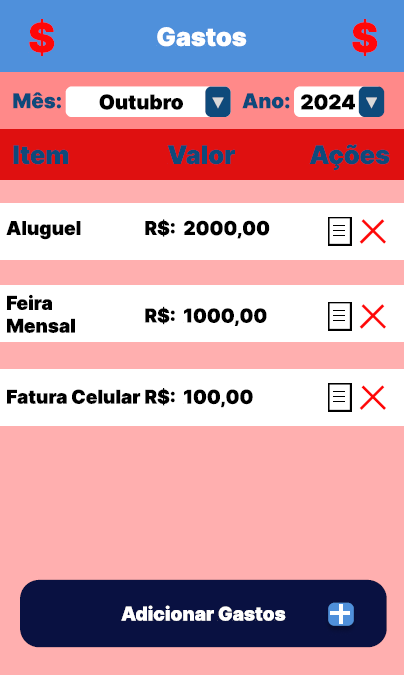 $ Gastos $
Mês: Outubro ▼ Ano: 2024 ▼
Item Valor Ações
Aluguel R$: 2000,00
Feira
Mensal R$: 1000,00
Fatura Celular R$: 100,00
Adicionar Gastos